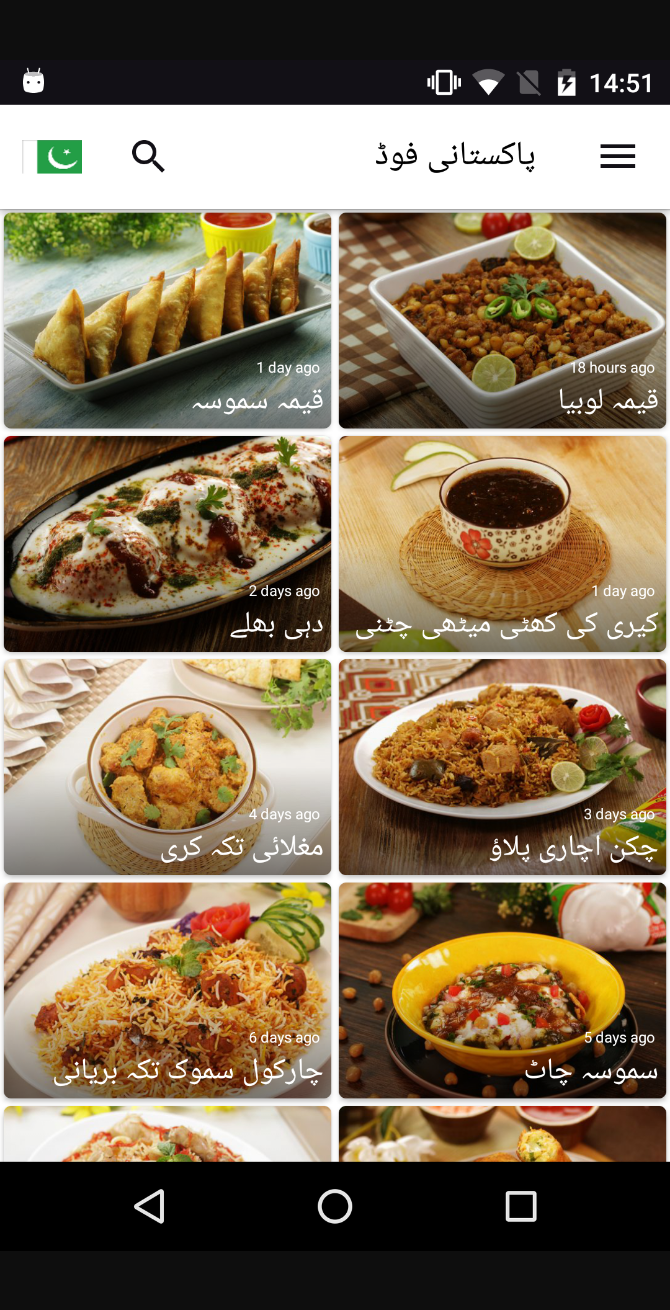 14:51
پاکستانی فوڈ
18 hours ago
قیمہ لوبیا
1 day ago
قیمہ سموسہ
1 day ago
کیری کی کھٹی میٹھی چٹنی
2 days ago
دہی بھلے
3 days ago
چکن اچاری پلاؤ
4 days ago
مغلائی تکہ کری
5 days ago
سموسہ چاٹ
6 days ago
چارکول سموک تکہ بریانی